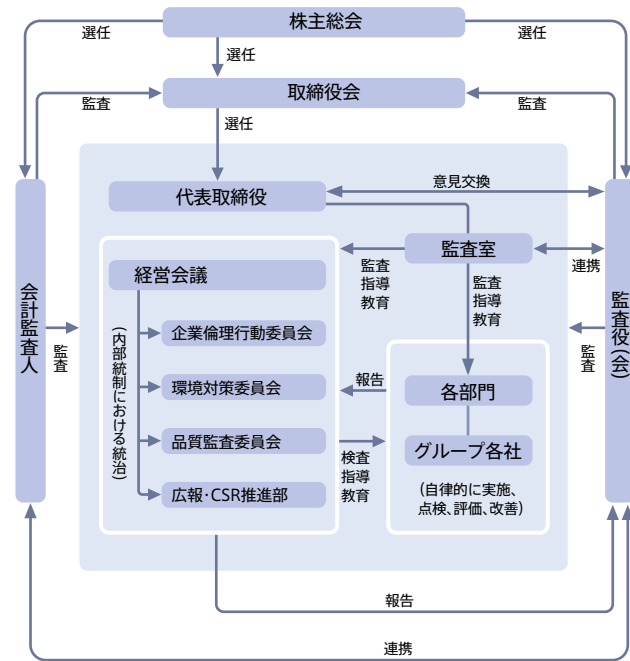 株主総会
選任
選任
選任
取締役会
監査
監査
選任
代表取締役
意見交換
監査室
連携
経営会議
監査
指導
教育
監査
指導
教育
会計監査人
監査役(会)
(内部統制における統治)
企業倫理行動委員会
監査
監査
環境対策委員会
報告
各部門
品質監査委員会
検査
指導
教育
グループ各社
広報・CSR推進部
(自律的に実施、
点検、評価、改善)
報告
連携